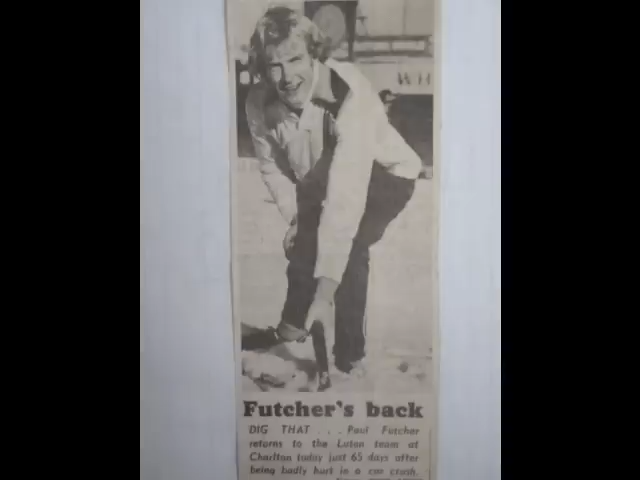 WH
Futcher's back
DIG THAT . . . Paul Futcher
returns to the Luton team at
Charlton today just 65 days after
being badly hurt in a car crash.